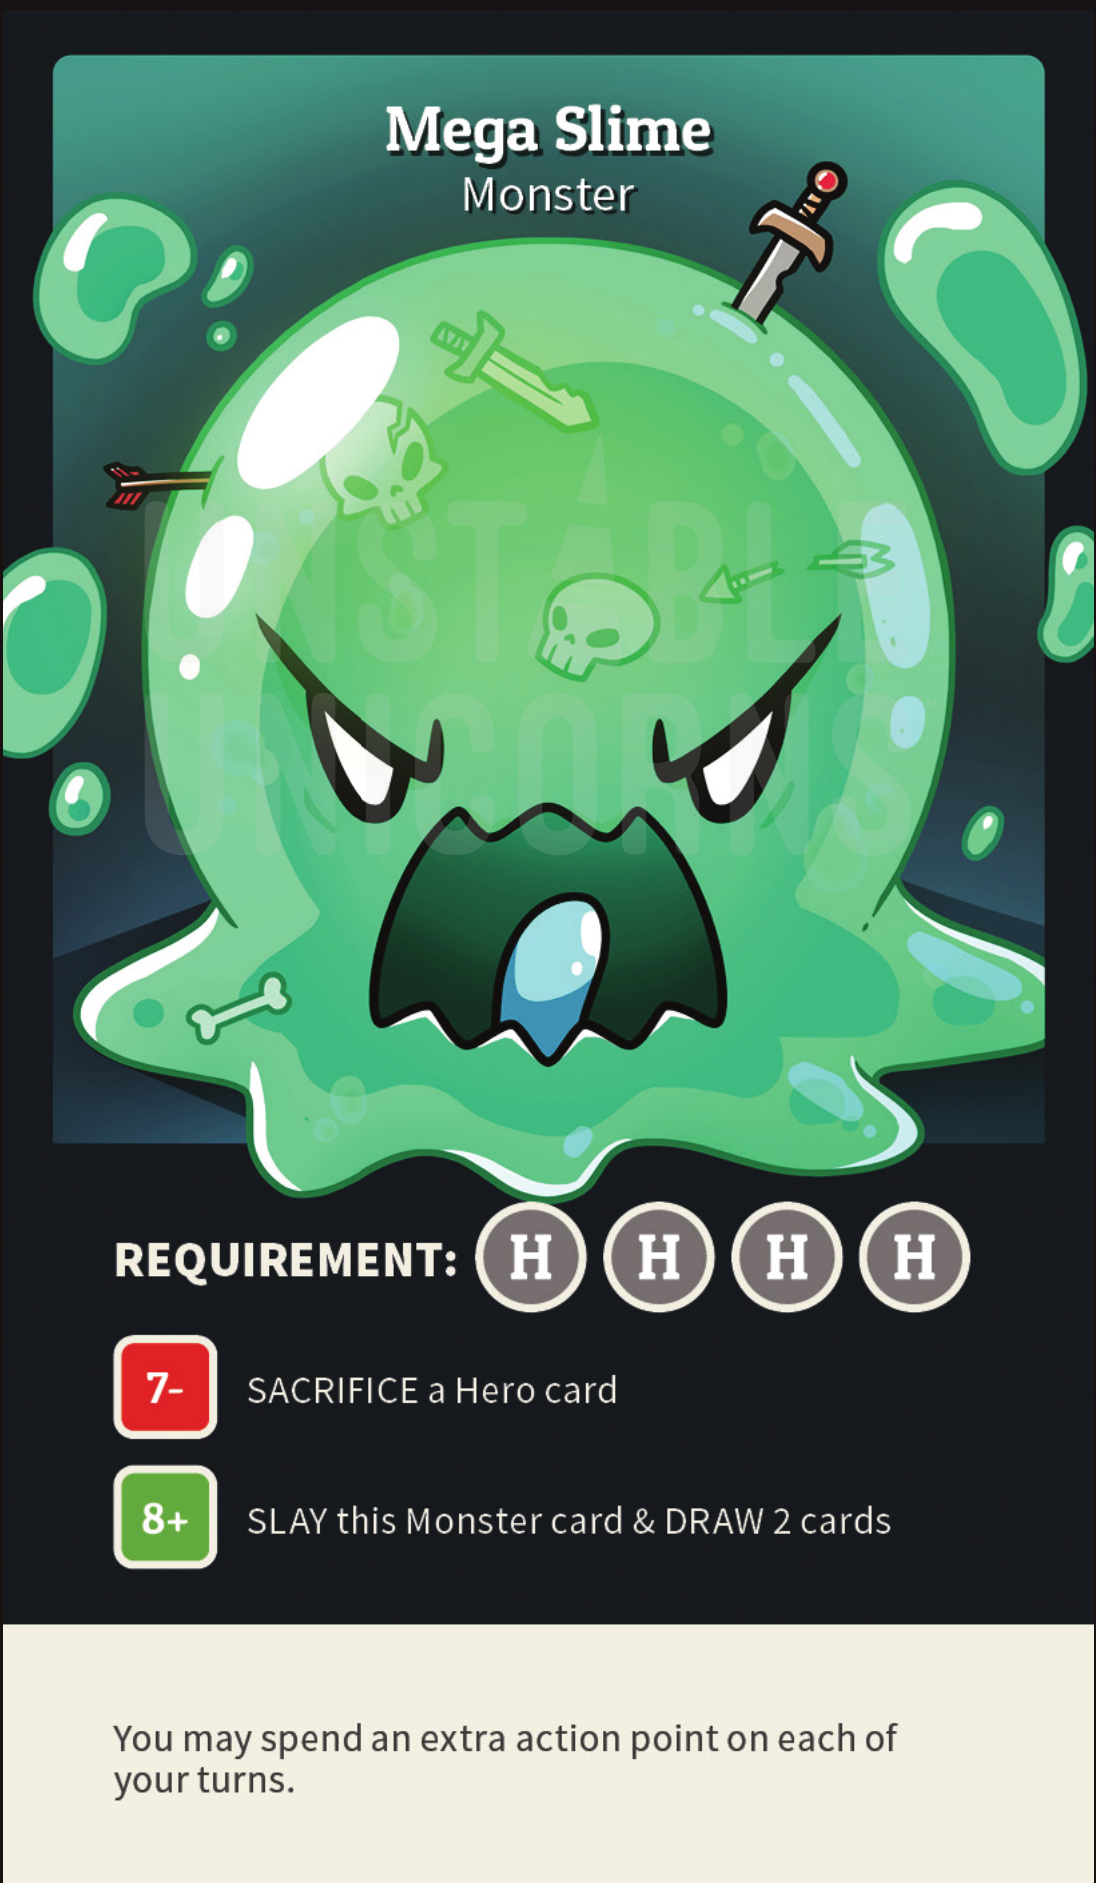 Mega Slime
Monster
UNSTABLE
UNICORNS
REQUIREMENT: H H H H
7- SACRIFICE a Hero card
8+ SLAY this Monster card & DRAW 2 cards
You may spend an extra action point on each of
your turns.